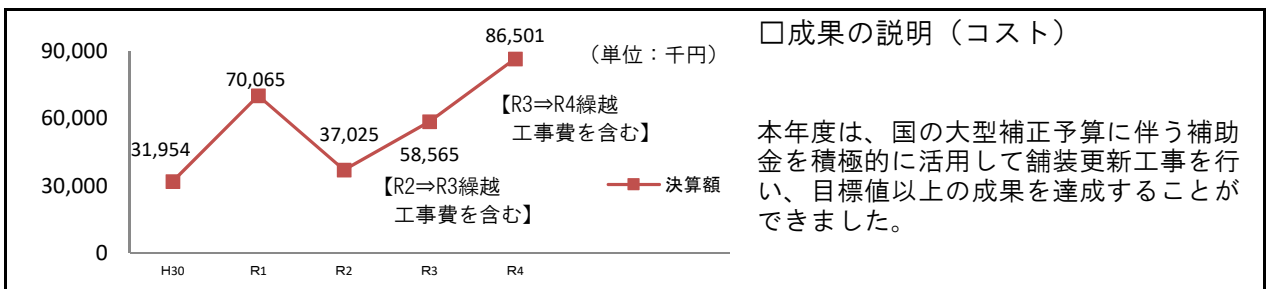 90,000
60,000
30,000
0
31,954
70,065
37,025
58,565
86,501
(単位：千円)
【R3⇒R4繰越
工事費を含む】
【R2⇒R3繰越
工事費を含む】
決算額
H30
R1
R2
R3
R4
□成果の説明（コスト）
本年度は、国の大型補正予算に伴う補助
金を積極的に活用して舗装更新工事を行
い、目標値以上の成果を達成することが
できました。